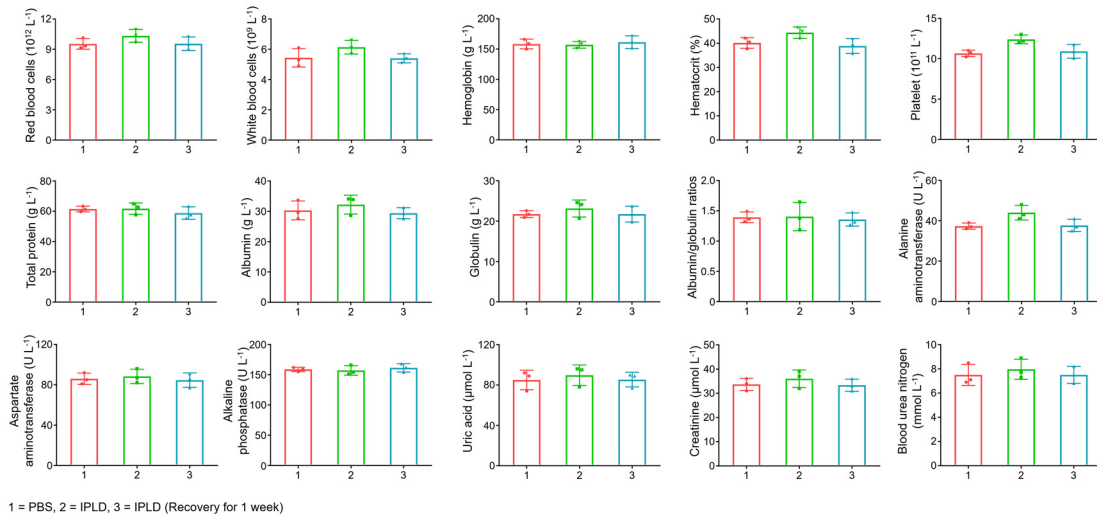 Red blood cells (10¹² L⁻¹)
12
9
6
3
0
1 2 3
White blood cells (10⁹ L⁻¹)
8
6
4
2
0
1 2 3
Hemoglobin (g L⁻¹)
200
150
100
50
0
1 2 3
Hematocrit (%)
50
40
30
20
10
0
1 2 3
Platelet (10¹¹ L⁻¹)
15
10
5
0
1 2 3
Total protein (g L⁻¹)
80
60
40
20
0
1 2 3
Albumin (g L⁻¹)
40
30
20
10
0
1 2 3
Globulin (g L⁻¹)
30
20
10
0
1 2 3
Albumin/globulin ratios
2.0
1.5
1.0
0.5
0.0
1 2 3
Alanine
aminotransferase (U L⁻¹)
60
40
20
0
1 2 3
Aspartate
aminotransferase (U L⁻¹)
120
80
40
0
1 2 3
Alkaline
phosphatase (U L⁻¹)
200
150
100
50
0
1 2 3
Uric acid (μmol L⁻¹)
120
80
40
0
1 2 3
Creatinine (μmol L⁻¹)
50
40
30
20
10
0
1 2 3
Blood urea nitrogen
(mmol L⁻¹)
10
8
6
4
2
0
1 2 3
1 = PBS, 2 = IPLD, 3 = IPLD (Recovery for 1 week)